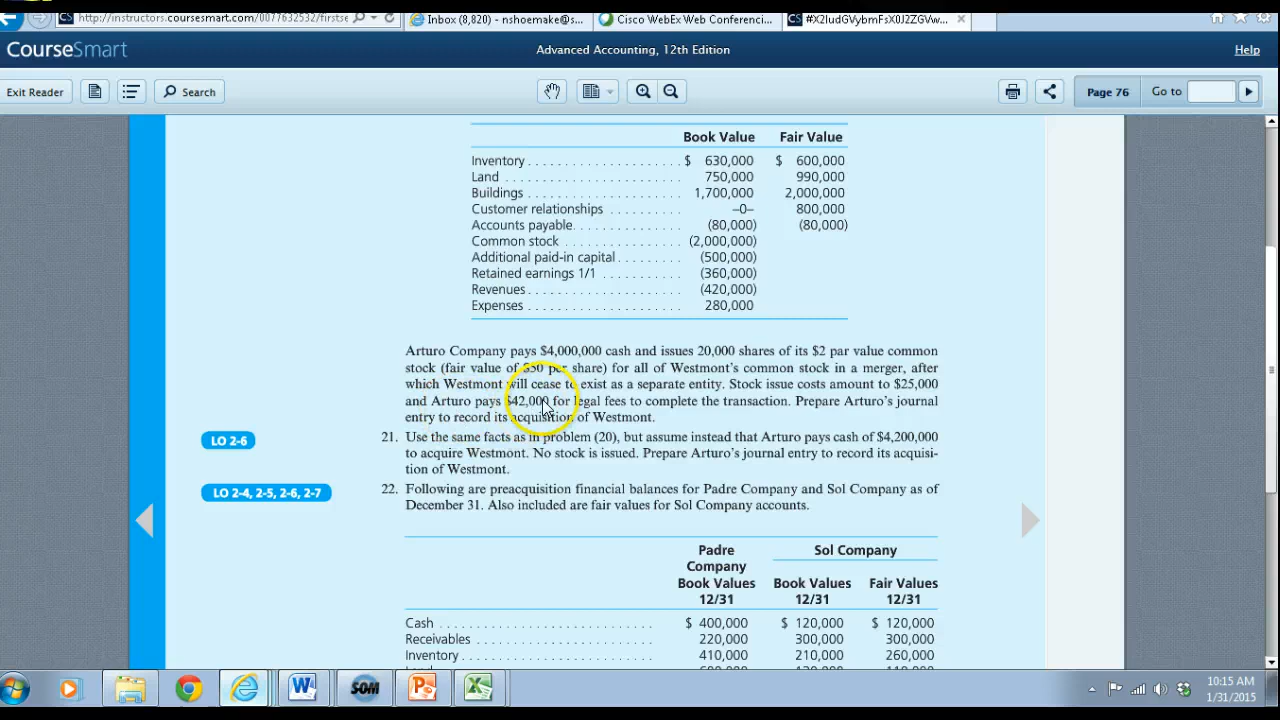 http://instructors.coursesmart.com/0077632532/firstse
Inbox (8,820) - nshoemake@s...
Cisco WebEx Web Conferenci...
CS
CourseSmart
Advanced Accounting, 12th Edition
Help
Exit Reader
Search
Page 76
Go to
Book Value Fair Value
Inventory . . . . . . . . . . . . . . . . . . . . . . $ 630,000 $ 600,000
Land . . . . . . . . . . . . . . . . . . . . . . . . . 750,000 990,000
Buildings . . . . . . . . . . . . . . . . . . . . . . 1,700,000 2,000,000
Customer relationships . . . . . . . . . . –0– 800,000
Accounts payable. . . . . . . . . . . . . . . (80,000) (80,000)
Common stock . . . . . . . . . . . . . . . . . (2,000,000)
Additional paid-in capital . . . . . . . . . (500,000)
Retained earnings 1/1 . . . . . . . . . . . (360,000)
Revenues . . . . . . . . . . . . . . . . . . . . . (420,000)
Expenses . . . . . . . . . . . . . . . . . . . . . 280,000
Arturo Company pays $4,000,000 cash and issues 20,000 shares of its $2 par value common
stock (fair value of $50 per share) for all of Westmont's common stock in a merger, after
which Westmont will cease to exist as a separate entity. Stock issue costs amount to $25,000
and Arturo pays $42,000 for legal fees to complete the transaction. Prepare Arturo's journal
entry to record its acquisition of Westmont.
LO 2-6
21. Use the same facts as in problem (20), but assume instead that Arturo pays cash of $4,200,000
to acquire Westmont. No stock is issued. Prepare Arturo's journal entry to record its acquisi-
tion of Westmont.
LO 2-4, 2-5, 2-6, 2-7
22. Following are preacquisition financial balances for Padre Company and Sol Company as of
December 31. Also included are fair values for Sol Company accounts.
Padre
Company Sol Company
Book Values Book Values Fair Values
12/31 12/31 12/31
Cash . . . . . . . . . . . . . . . . . . . . . . . . . . . . $ 400,000 $ 120,000 $ 120,000
Receivables . . . . . . . . . . . . . . . . . . . . . . . 220,000 300,000 300,000
Inventory . . . . . . . . . . . . . . . . . . . . . . . . . 410,000 210,000 260,000
SOM
10:15 AM
1/31/2015